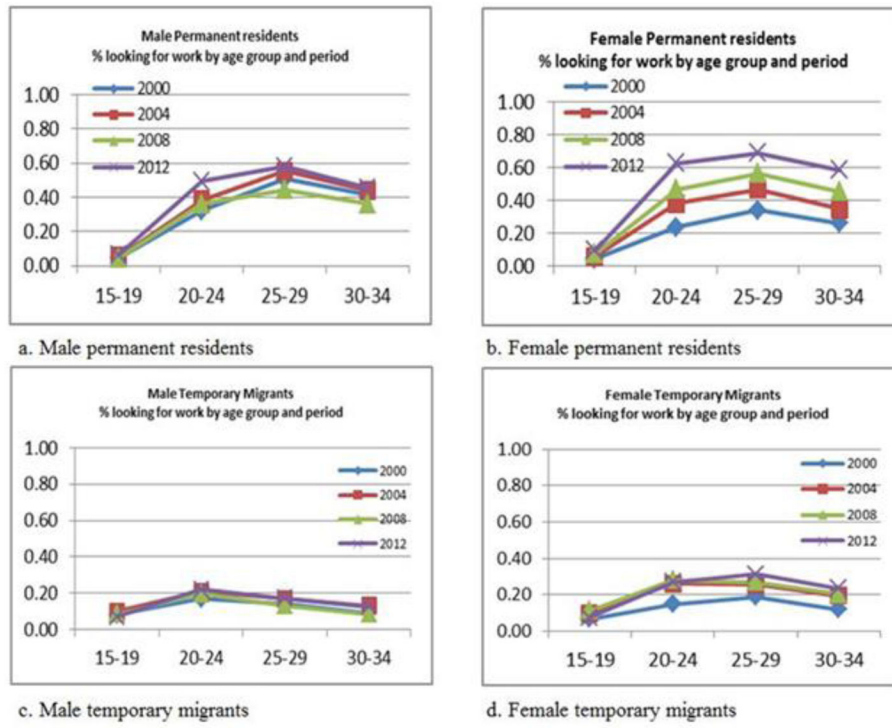 Male Permanent residents
% looking for work by age group and period
2000
2004
2008
2012
1.00
0.80
0.60
0.40
0.20
0.00
15-19 20-24 25-29 30-34
a. Male permanent residents
Female Permanent residents
% looking for work by age group and period
2000
2004
2008
2012
1.00
0.80
0.60
0.40
0.20
0.00
15-19 20-24 25-29 30-34
b. Female permanent residents
Male Temporary Migrants
% looking for work by age group and period
1.00
0.80
0.60
0.40
0.20
0.00
2000
2004
2008
2012
15-19 20-24 25-29 30-34
c. Male temporary migrants
Female Temporary Migrants
% looking for work by age group and period
1.00
0.80
0.60
0.40
0.20
0.00
2000
2004
2008
2012
15-19 20-24 25-29 30-34
d. Female temporary migrants